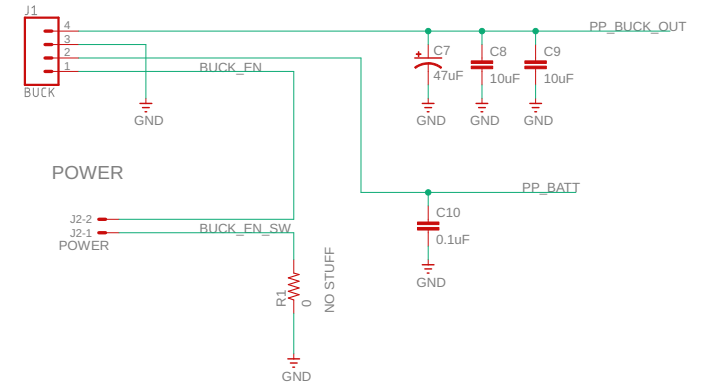 J1
4
3
2
1
BUCK
BUCK_EN
GND
PP_BUCK_OUT
C7
47uF
C8
10uF
C9
10uF
GND
GND
GND
POWER
PP_BATT
C10
0.1uF
GND
J2-2
J2-1
POWER
BUCK_EN_SW
R1
0
NO STUFF
GND